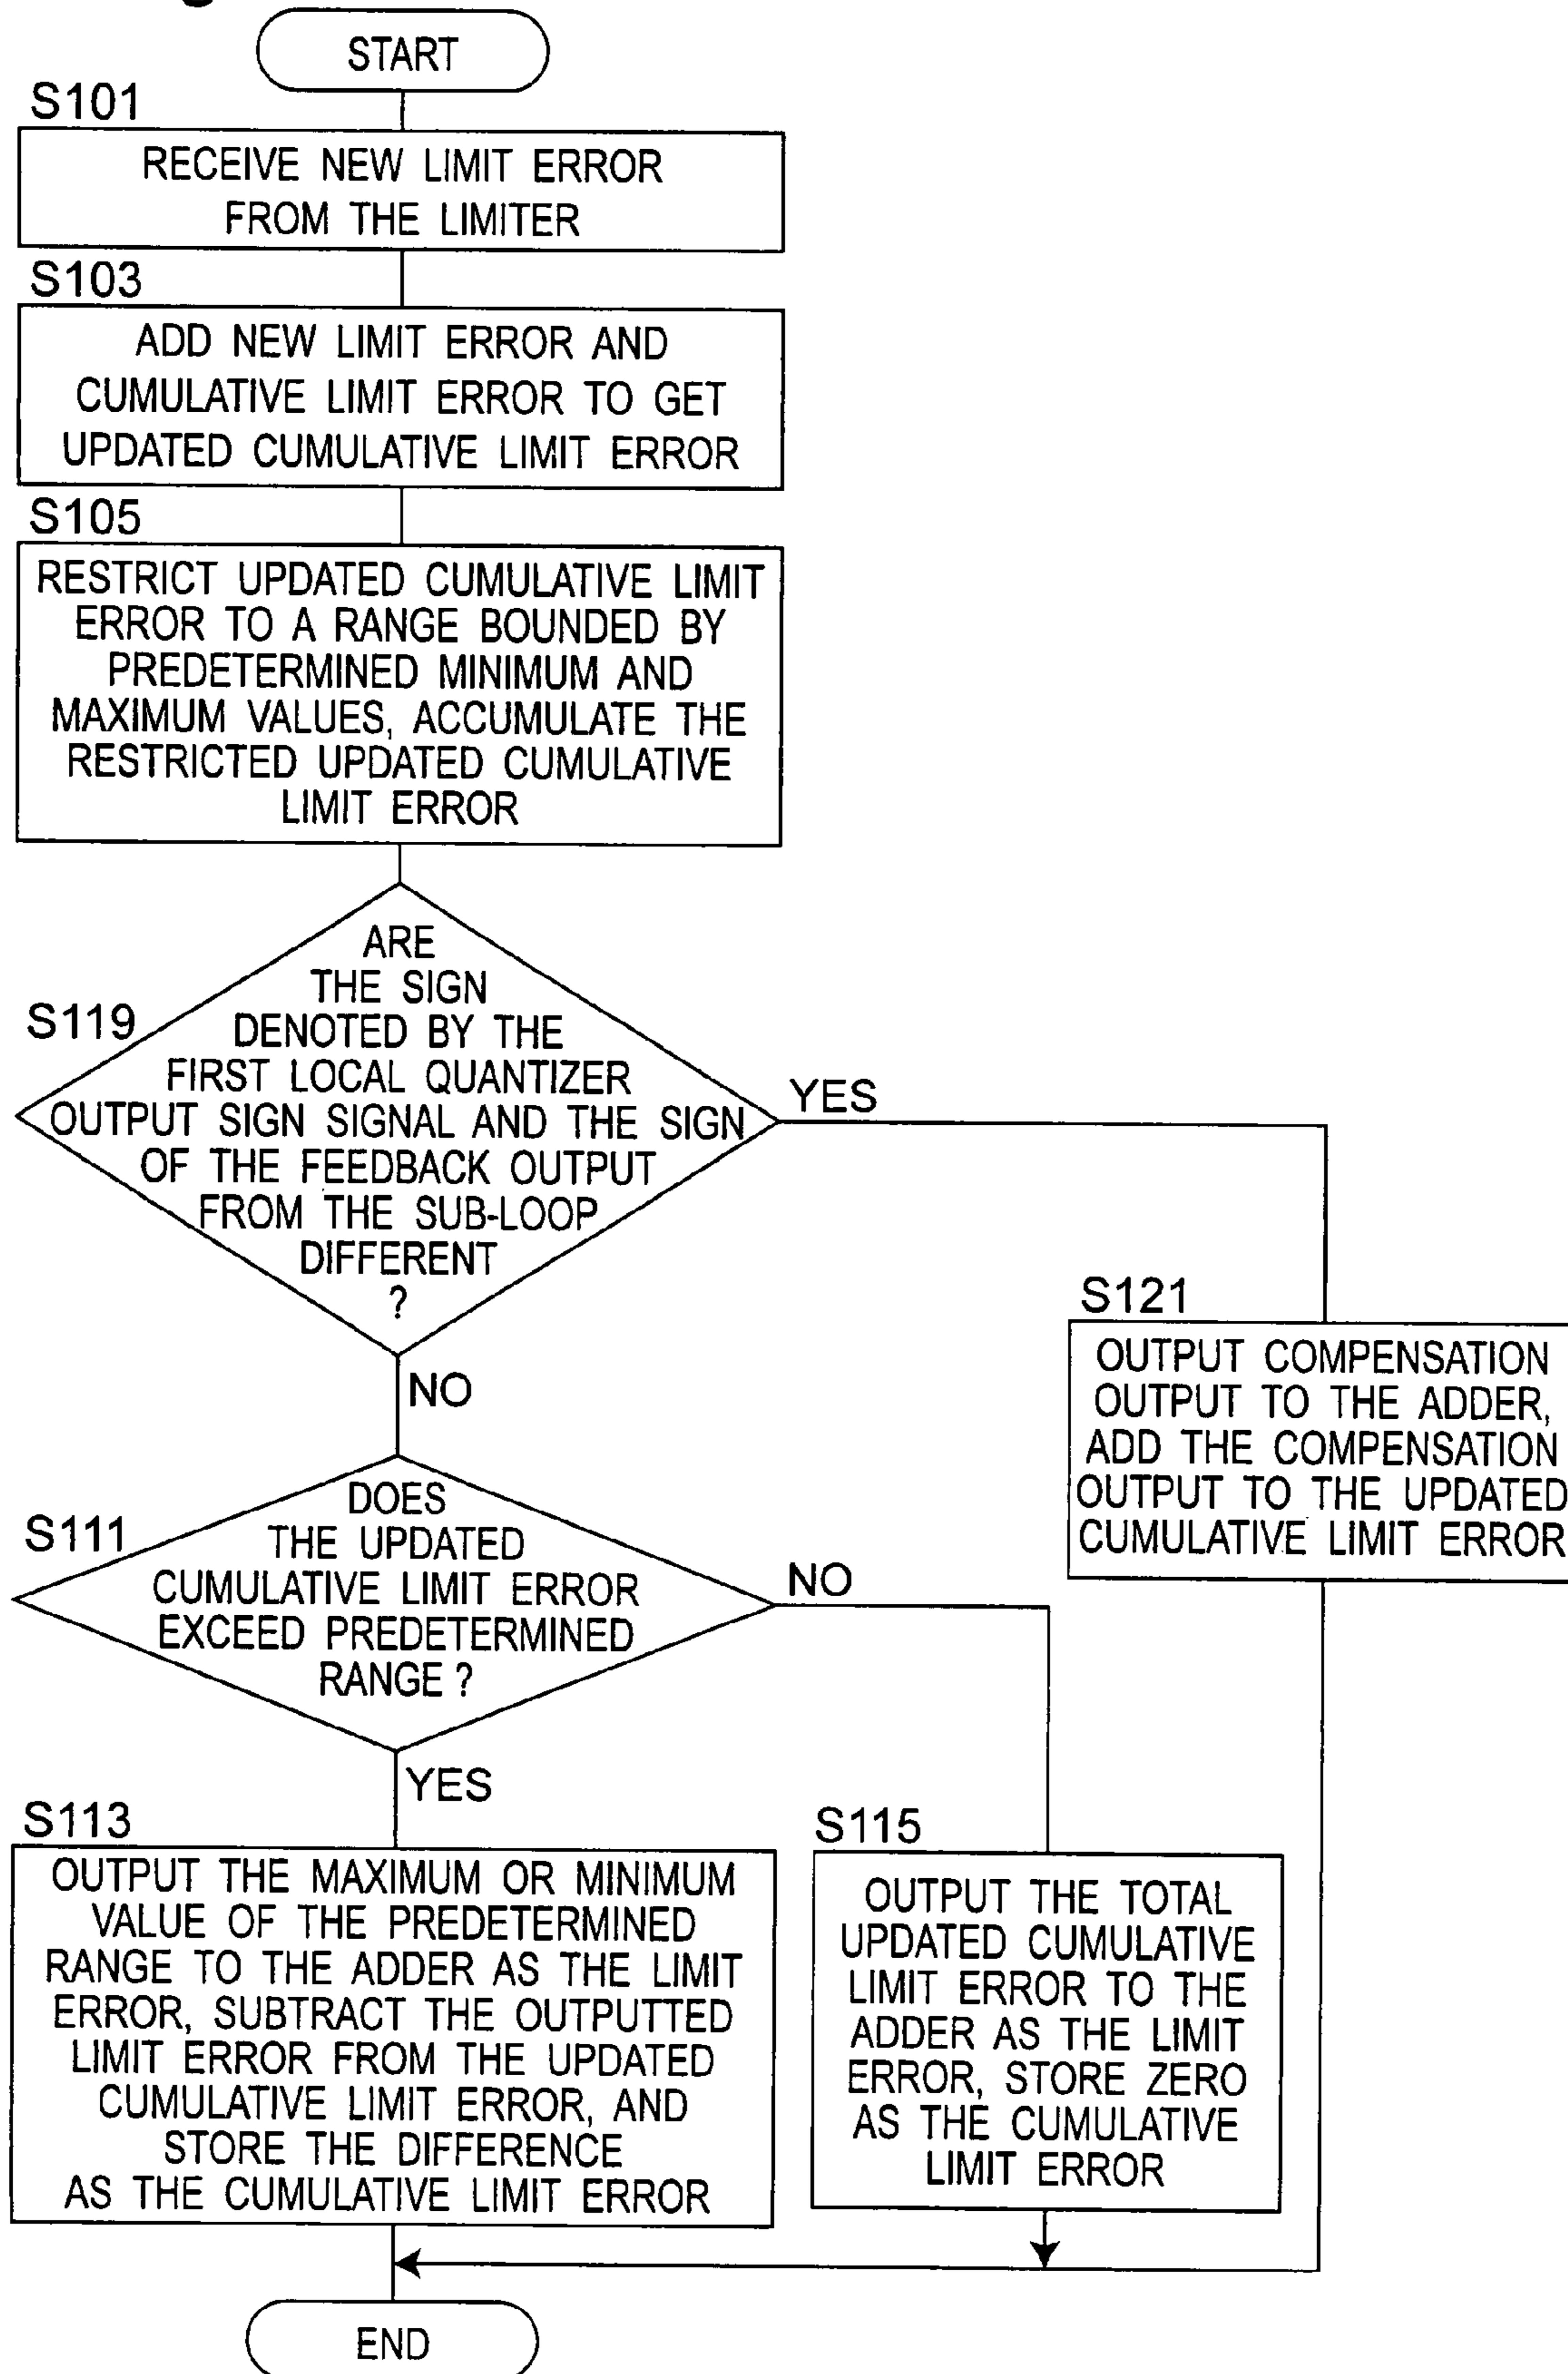 START
S101
RECEIVE NEW LIMIT ERROR
FROM THE LIMITER
S103
ADD NEW LIMIT ERROR AND
CUMULATIVE LIMIT ERROR TO GET
UPDATED CUMULATIVE LIMIT ERROR
S105
RESTRICT UPDATED CUMULATIVE LIMIT
ERROR TO A RANGE BOUNDED BY
PREDETERMINED MINIMUM AND
MAXIMUM VALUES, ACCUMULATE THE
RESTRICTED UPDATED CUMULATIVE
LIMIT ERROR
S119
ARE
THE SIGN
DENOTED BY THE
FIRST LOCAL QUANTIZER
OUTPUT SIGN SIGNAL AND THE SIGN
OF THE FEEDBACK OUTPUT
FROM THE SUB-LOOP
DIFFERENT
?
YES
NO
S121
OUTPUT COMPENSATION
OUTPUT TO THE ADDER,
ADD THE COMPENSATION
OUTPUT TO THE UPDATED
CUMULATIVE LIMIT ERROR
S111
DOES
THE UPDATED
CUMULATIVE LIMIT ERROR
EXCEED PREDETERMINED
RANGE ?
NO
YES
S113
OUTPUT THE MAXIMUM OR MINIMUM
VALUE OF THE PREDETERMINED
RANGE TO THE ADDER AS THE LIMIT
ERROR, SUBTRACT THE OUTPUTTED
LIMIT ERROR FROM THE UPDATED
CUMULATIVE LIMIT ERROR, AND
STORE THE DIFFERENCE
AS THE CUMULATIVE LIMIT ERROR
S115
OUTPUT THE TOTAL
UPDATED CUMULATIVE
LIMIT ERROR TO THE
ADDER AS THE LIMIT
ERROR, STORE ZERO
AS THE CUMULATIVE
LIMIT ERROR
END